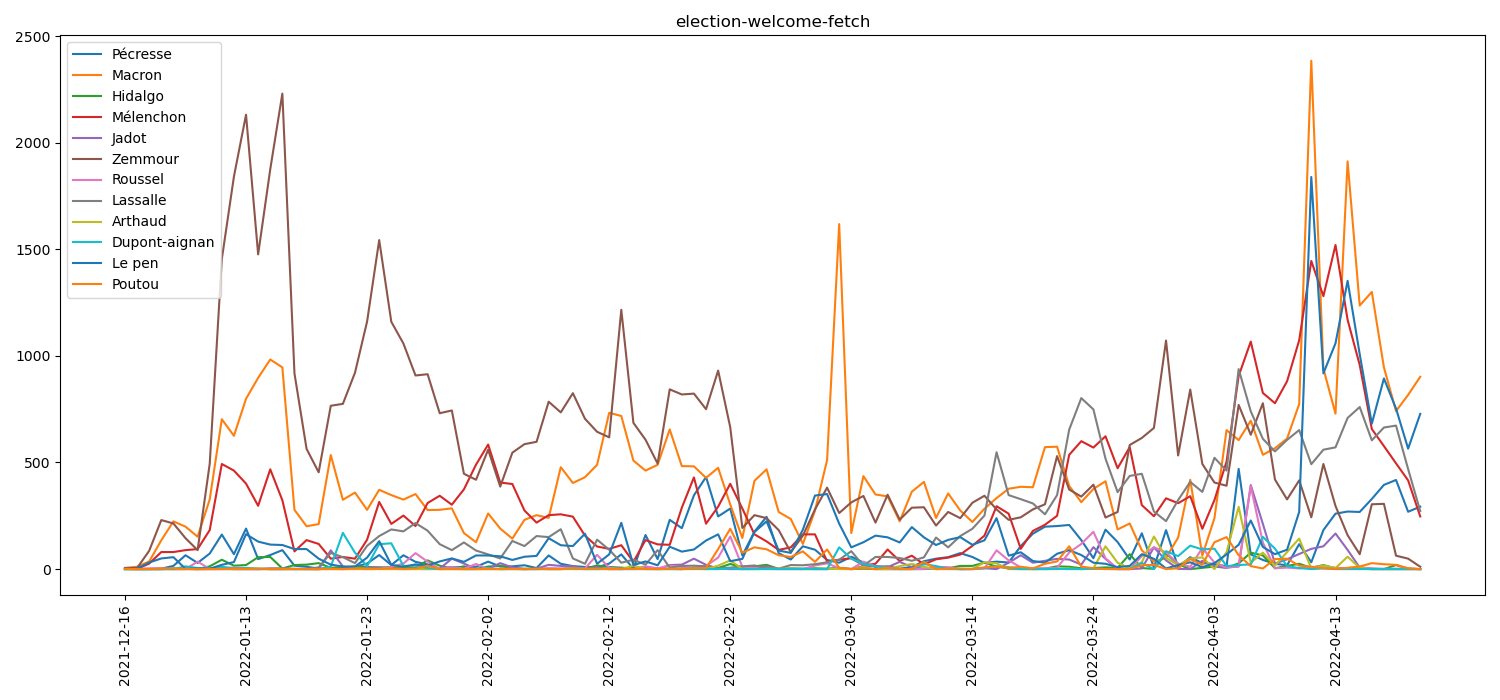 election-welcome-fetch
2500
2000
1500
1000
500
0
Pécresse
Macron
Hidalgo
Mélenchon
Jadot
Zemmour
Roussel
Lassalle
Arthaud
Dupont-aignan
Le pen
Poutou
2021-12-16
2022-01-13
2022-01-23
2022-02-02
2022-02-12
2022-02-22
2022-03-04
2022-03-14
2022-03-24
2022-04-03
2022-04-13